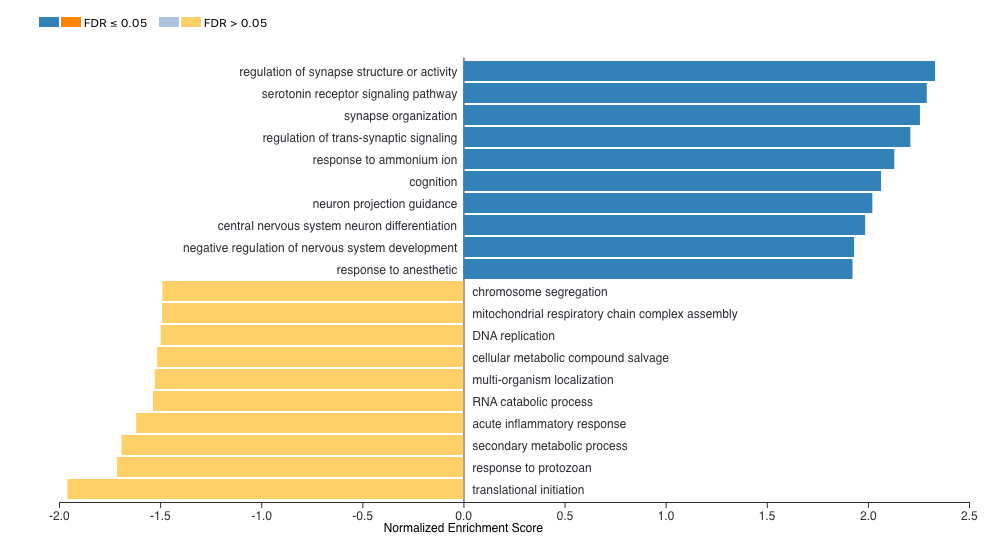 FDR ≤ 0.05 FDR > 0.05
regulation of synapse structure or activity
serotonin receptor signaling pathway
synapse organization
regulation of trans-synaptic signaling
response to ammonium ion
cognition
neuron projection guidance
central nervous system neuron differentiation
negative regulation of nervous system development
response to anesthetic
chromosome segregation
mitochondrial respiratory chain complex assembly
DNA replication
cellular metabolic compound salvage
multi-organism localization
RNA catabolic process
acute inflammatory response
secondary metabolic process
response to protozoan
translational initiation
-2.0 -1.5 -1.0 -0.5 0.0 0.5 1.0 1.5 2.0 2.5
Normalized Enrichment Score